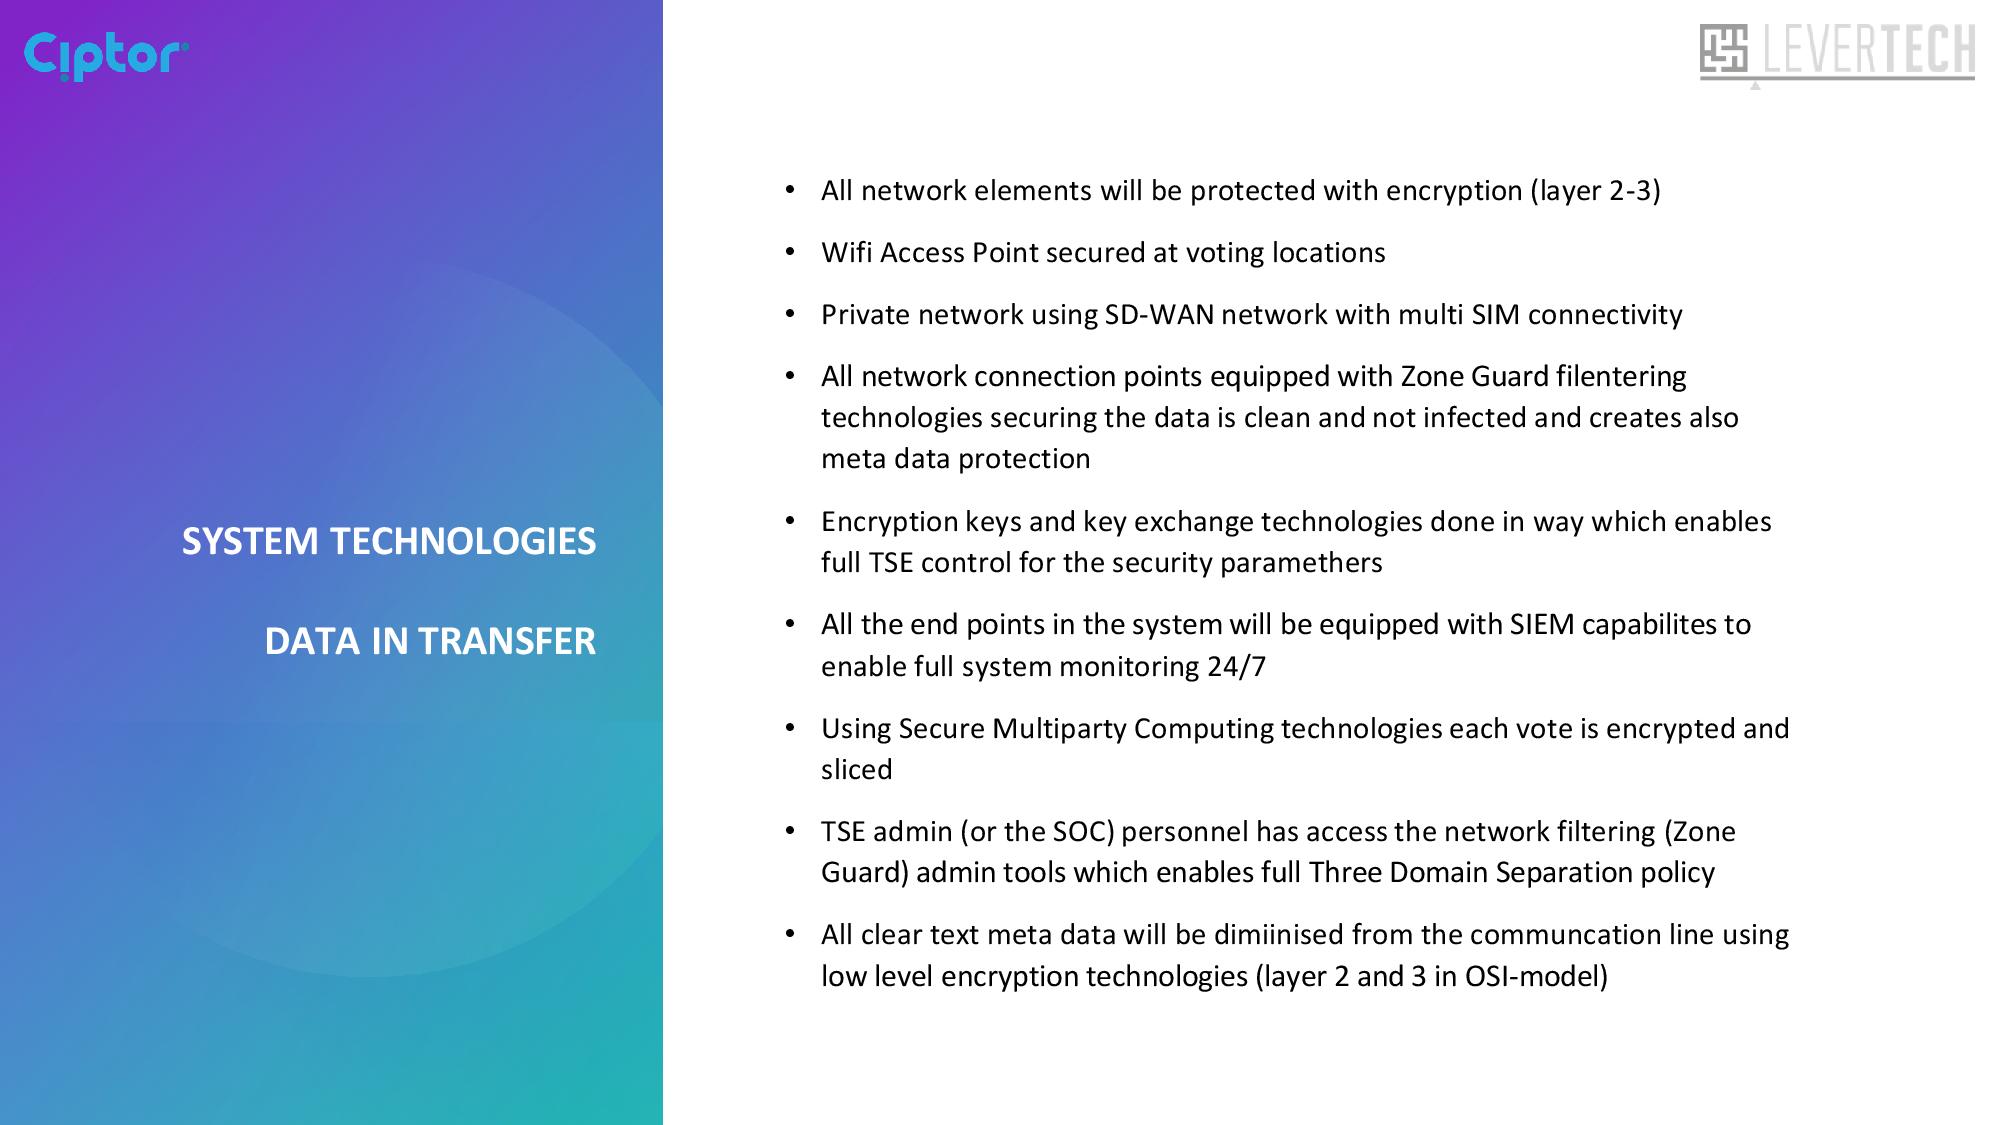 Ciptor
LEVERTECH
SYSTEM TECHNOLOGIES
DATA IN TRANSFER
• All network elements will be protected with encryption (layer 2-3)
• Wifi Access Point secured at voting locations
• Private network using SD-WAN network with multi SIM connectivity
• All network connection points equipped with Zone Guard filentering
technologies securing the data is clean and not infected and creates also
meta data protection
• Encryption keys and key exchange technologies done in way which enables
full TSE control for the security paramethers
• All the end points in the system will be equipped with SIEM capabilites to
enable full system monitoring 24/7
• Using Secure Multiparty Computing technologies each vote is encrypted and
sliced
• TSE admin (or the SOC) personnel has access the network filtering (Zone
Guard) admin tools which enables full Three Domain Separation policy
• All clear text meta data will be dimiinised from the communcation line using
low level encryption technologies (layer 2 and 3 in OSI-model)